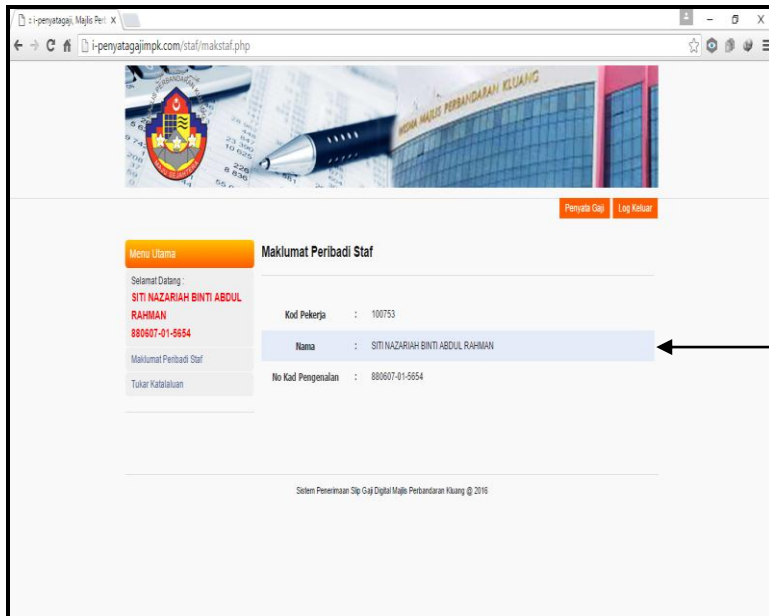 : i-penyatagaji, Majlis Perl
i-penyatagajimpk.com/staf/makstaf.php
WISMA MAJLIS PERBANDARAN KLUANG
Penyata Gaji
Log Keluar
Menu Utama
Maklumat Peribadi Staf
Selamat Datang :
SITI NAZARIAH BINTI ABDUL
RAHMAN
880607-01-5654
Maklumat Peribadi Staf
Tukar Katalaluan
Kod Pekerja : 100753
Nama : SITI NAZARIAH BINTI ABDUL RAHMAN
No Kad Pengenalan : 880607-01-5654
Sistem Penerimaan Slip Gaji Digital Majlis Perbandaran Kluang @ 2016